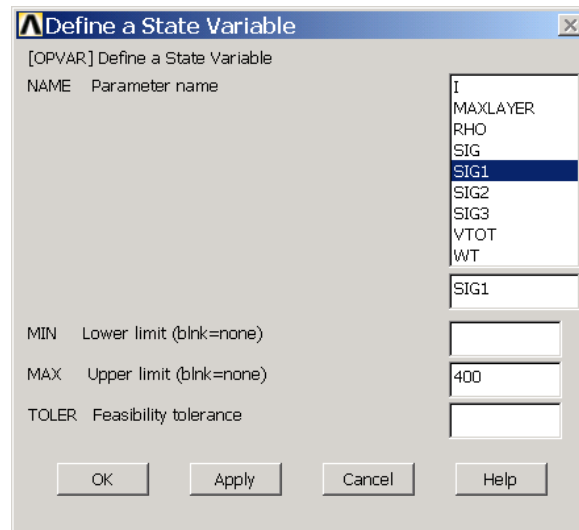 Define a State Variable
[OPVAR] Define a State Variable
NAME Parameter name
I
MAXLAYER
RHO
SIG
SIG1
SIG2
SIG3
VTOT
WT
SIG1
MIN Lower limit (blnk=none)
MAX Upper limit (blnk=none)
400
TOLER Feasibility tolerance
OK Apply Cancel Help